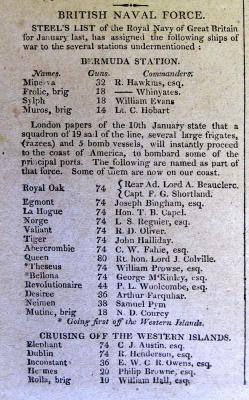 BRITISH NAVAL FORCE.
STEEL'S LIST of the Royal Navy of Great Britain
for January last, has assigned the following ships of
war to the several stations undermentioned :
BERMUDA STATION.
Names. Guns. Commanders.
Minerva 32 R. Hawkins, esq.
Frolic, brig 18 —— Whinyates.
Sylph 18 William Evans
Muros, brig 14 Lt. C. Hobart
London papers of the 10th January state that a
squadron of 19 sail of the line, several large frigates,
(razees) and 5 bomb vessels, will instantly proceed
to the coast of America, to bombard some of the
principal ports. The following are named as part of
that force. Some of them are now on our coast.
Royal Oak 74 { Rear Ad. Lord A. Beauclerc.
Capt. F. G. Shortland.
Egmont 74 Joseph Bingham, esq.
La Hogue 74 Hon. T. B. Capel.
Norge 74 L. S. Regnier, esq.
Valiant 74 R. D. Oliver.
Tiger 74 John Halliday.
Abercrombie 74 C. W. Fahie, esq.
Queen 80 Rt. hon. Lord J. Colville.
*Theseus 74 William Prowse, esq.
*Bellona 74 George McKinley, esq.
Revolutionaire 44 P. L. Woolcombe, esq.
Desiree 36 Arthur Farquhar.
Neimen 38 Samuel Pym
Mutine, brig 18 N. D. Courcy
* Going first off the Western Islands.
CRUISING OFF THE WESTERN ISLANDS.
Elephant 74 C. J. Austin. esq.
Dublin 74 R. Henderson, esq.
Inconstant 36 E. W. C. R. Owens, esq.
Hermes 20 Philip Browne, esq.
Rolla, brig 10 William Hall, esq.